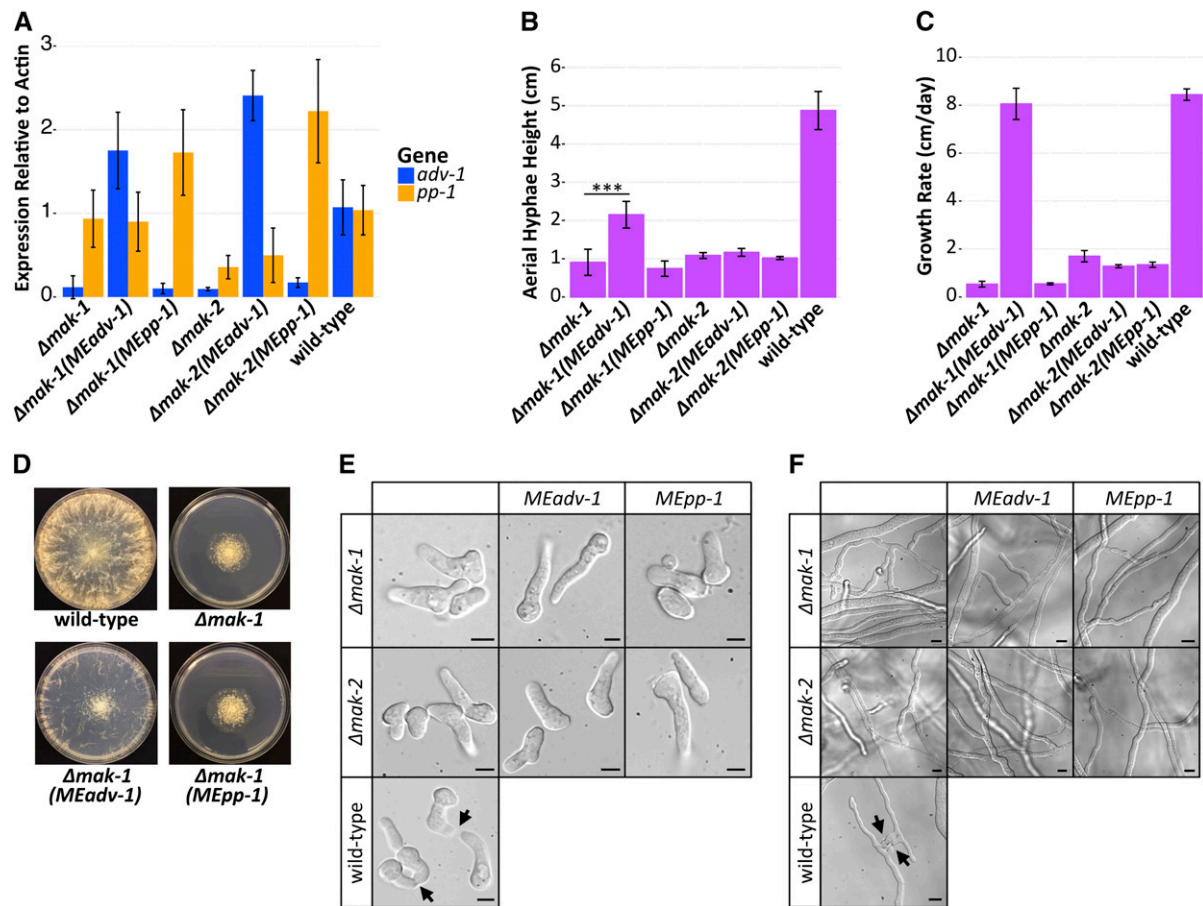 A
Expression Relative to Actin
3
2
1
0
Δmak-1
Δmak-1(MEadv-1)
Δmak-1(MEpp-1)
Δmak-2
Δmak-2(MEadv-1)
Δmak-2(MEpp-1)
wild-type
Gene
adv-1
pp-1
B
Aerial Hyphae Height (cm)
6
5
4
3
2
1
0
***
Δmak-1
Δmak-1(MEadv-1)
Δmak-1(MEpp-1)
Δmak-2
Δmak-2(MEadv-1)
Δmak-2(MEpp-1)
wild-type
C
Growth Rate (cm/day)
10
8
6
4
2
0
Δmak-1
Δmak-1(MEadv-1)
Δmak-1(MEpp-1)
Δmak-2
Δmak-2(MEadv-1)
Δmak-2(MEpp-1)
wild-type
D
wild-type
Δmak-1
Δmak-1
(MEadv-1)
Δmak-1
(MEpp-1)
E
MEadv-1
MEpp-1
Δmak-1
Δmak-2
wild-type
F
MEadv-1
MEpp-1
Δmak-1
Δmak-2
wild-type